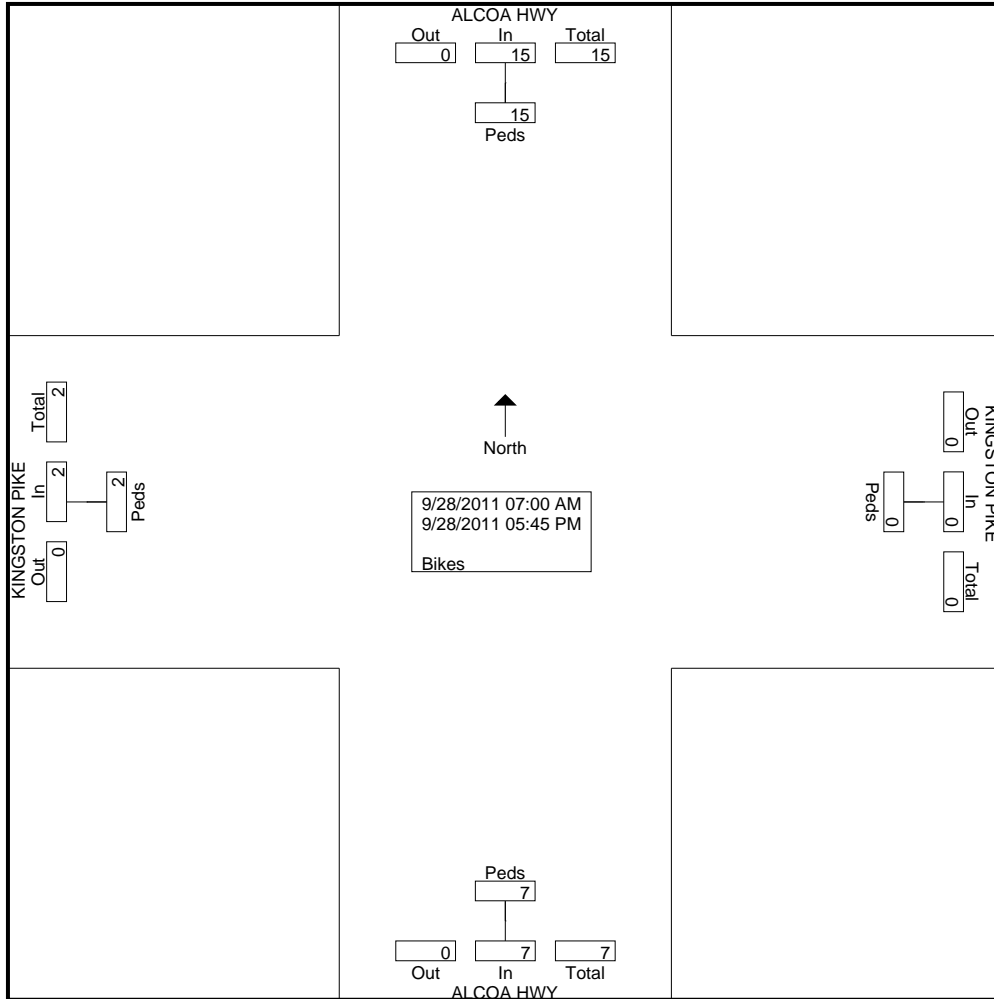 ALCOA HWY
Out In Total
0 15 15
15
Peds
KINGSTON PIKE
Out In Total
0 2 2
2
Peds
North
9/28/2011 07:00 AM
9/28/2011 05:45 PM
Bikes
KINGSTON PIKE
Out In Total
0 0 0
0
Peds
Peds
7
0 7 7
Out In Total
ALCOA HWY